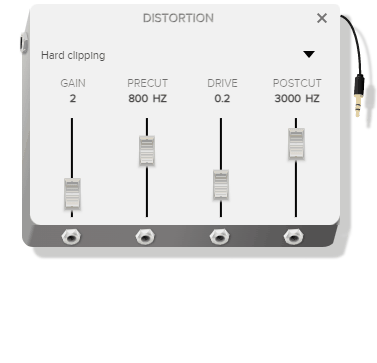 DISTORTION
Hard clipping
GAIN PRECUT DRIVE POSTCUT
2 800 HZ 0.2 3000 HZ